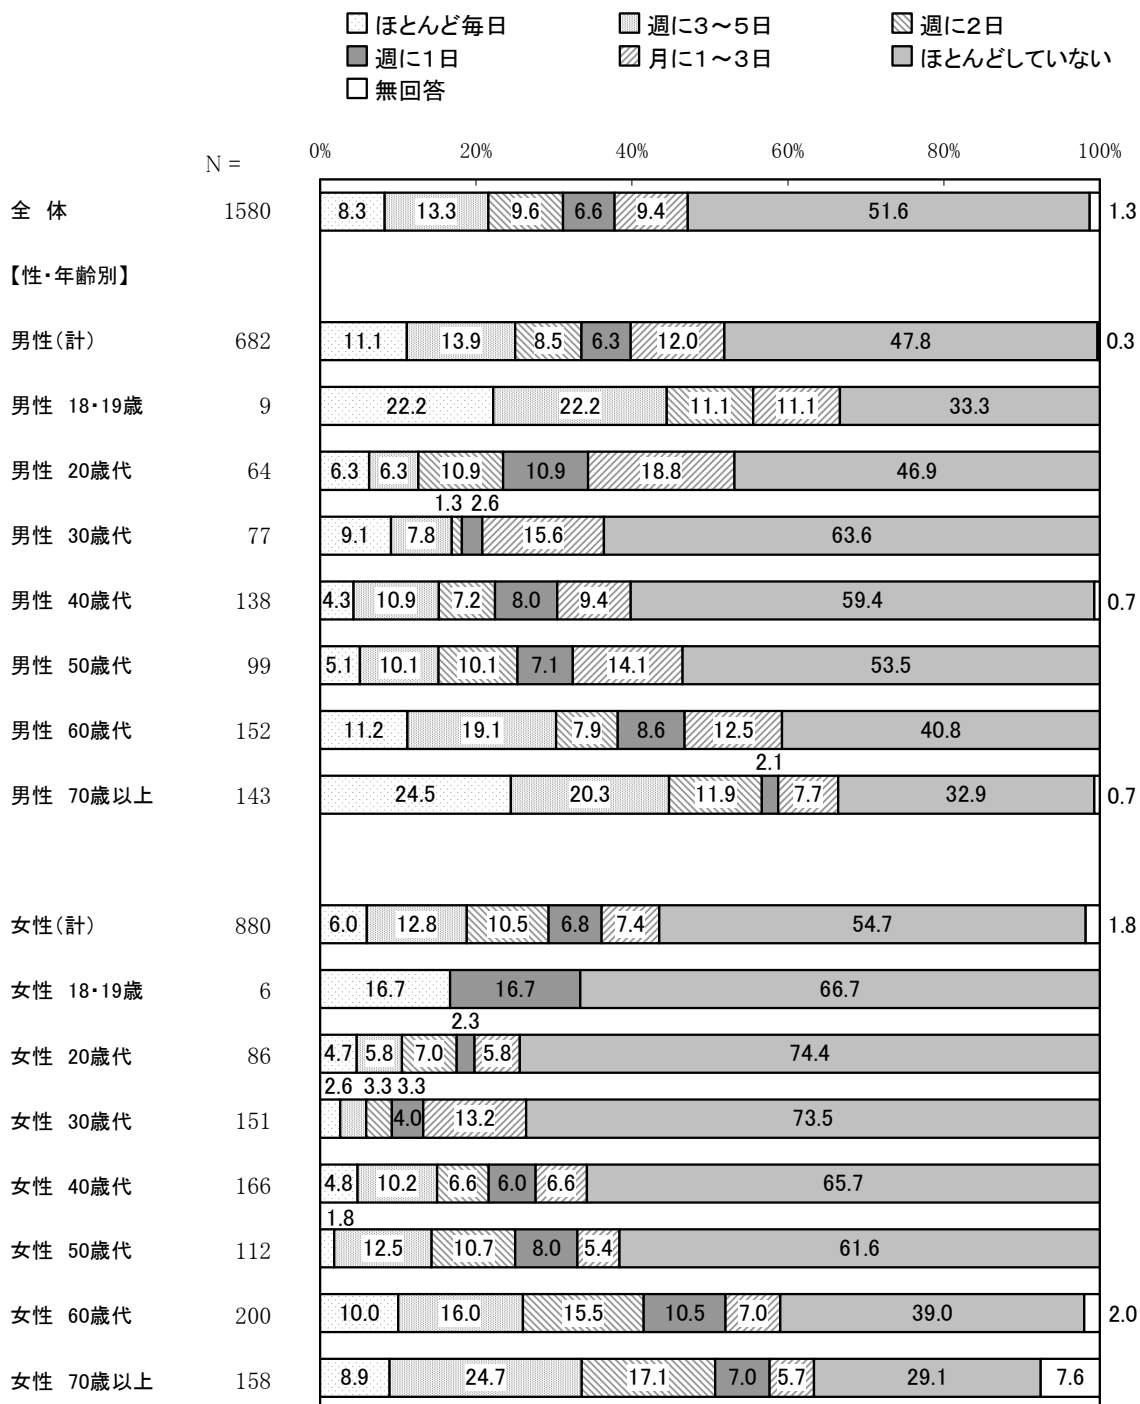 ほとんど毎日 週に3～5日 週に2日
週に1日 月に1～3日 ほとんどしていない
無回答
N = 0% 20% 40% 60% 80% 100%
全 体 1580 8.3 13.3 9.6 6.6 9.4 51.6 1.3
【性・年齢別】
男性(計) 682 11.1 13.9 8.5 6.3 12.0 47.8 0.3
男性 18・19歳 9 22.2 22.2 11.1 11.1 33.3
男性 20歳代 64 6.3 6.3 10.9 10.9 18.8 46.9
1.3 2.6
男性 30歳代 77 9.1 7.8 15.6 63.6
男性 40歳代 138 4.3 10.9 7.2 8.0 9.4 59.4 0.7
男性 50歳代 99 5.1 10.1 10.1 7.1 14.1 53.5
男性 60歳代 152 11.2 19.1 7.9 8.6 12.5 40.8
2.1
男性 70歳以上 143 24.5 20.3 11.9 7.7 32.9 0.7
女性(計) 880 6.0 12.8 10.5 6.8 7.4 54.7 1.8
女性 18・19歳 6 16.7 16.7 66.7
2.3
女性 20歳代 86 4.7 5.8 7.0 5.8 74.4
2.6 3.3 3.3
女性 30歳代 151 4.0 13.2 73.5
女性 40歳代 166 4.8 10.2 6.6 6.0 6.6 65.7
1.8
女性 50歳代 112 12.5 10.7 8.0 5.4 61.6
女性 60歳代 200 10.0 16.0 15.5 10.5 7.0 39.0 2.0
女性 70歳以上 158 8.9 24.7 17.1 7.0 5.7 29.1 7.6